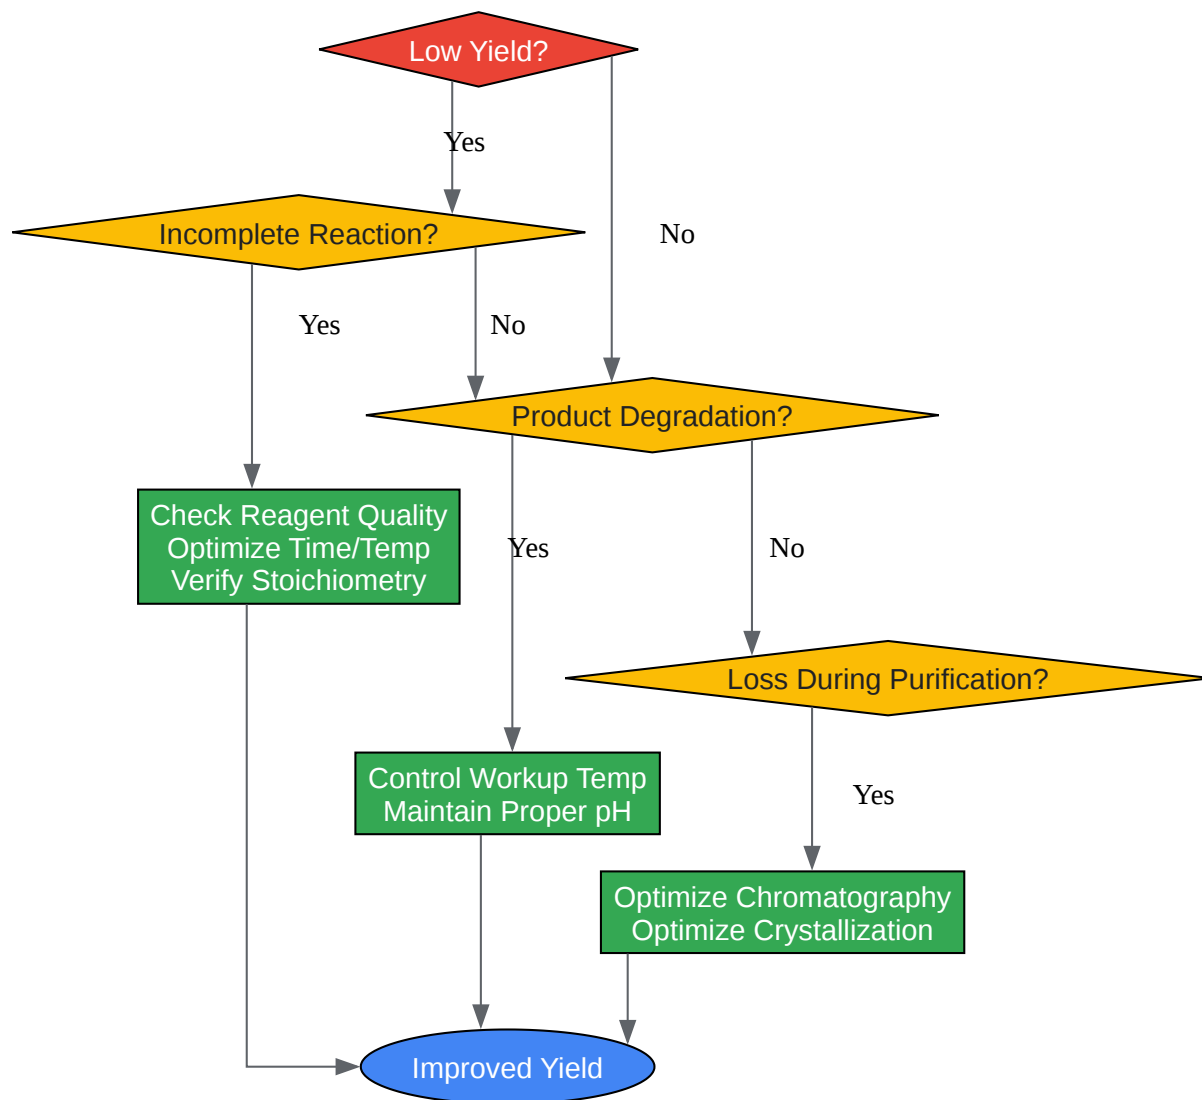 Low Yield?
Yes
Incomplete Reaction?
No
Yes
No
Product Degradation?
Check Reagent Quality
Optimize Time/Temp
Verify Stoichiometry
Yes
No
Loss During Purification?
Control Workup Temp
Maintain Proper pH
Yes
Optimize Chromatography
Optimize Crystallization
Improved Yield